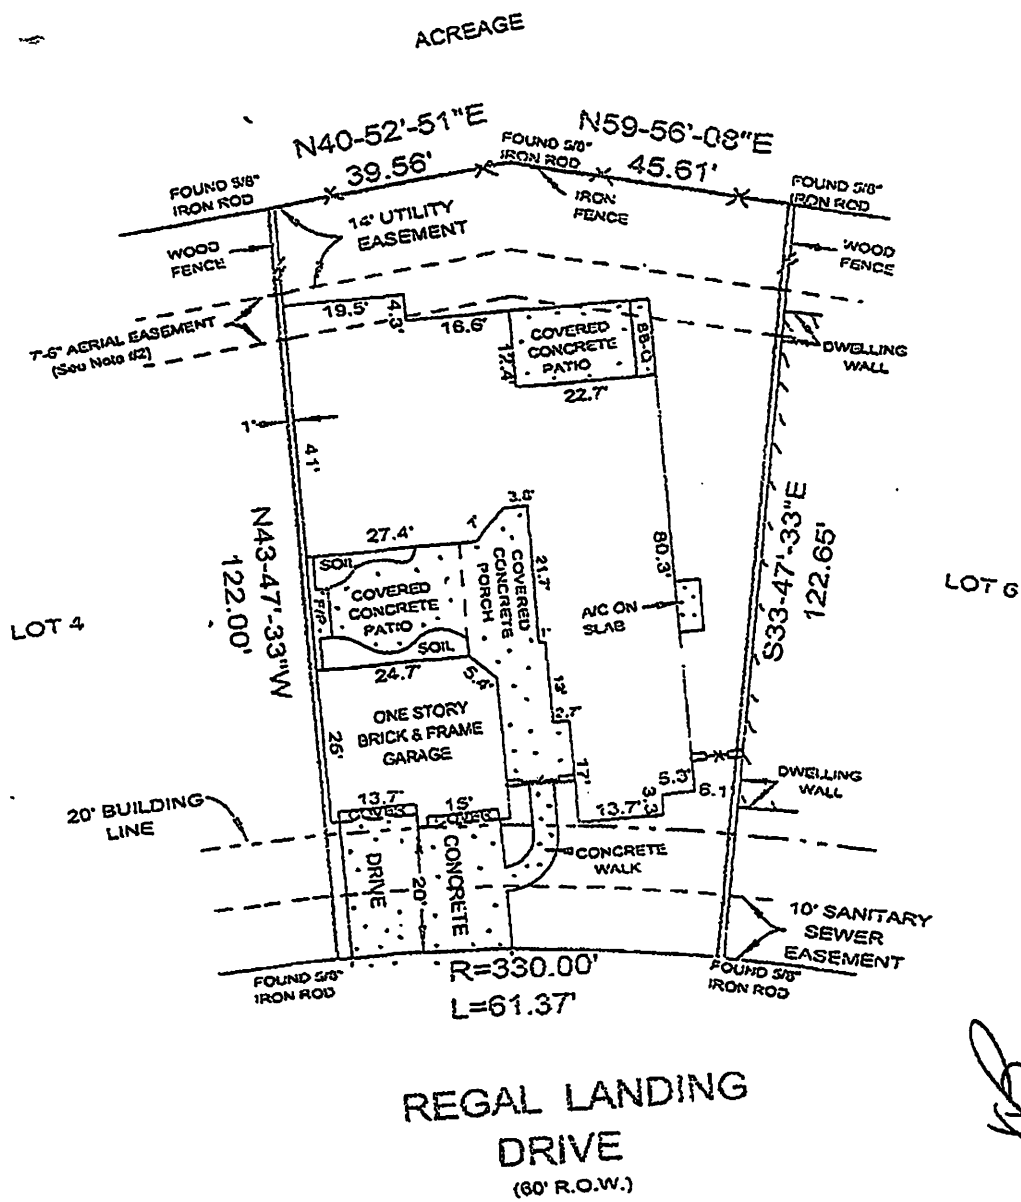 ACREAGE
N40-52'-51"E
39.56'
N59-56'-08"E
45.61'
FOUND 5/8"
IRON ROD
FOUND 5/8"
IRON ROD
FOUND 5/8"
IRON ROD
IRON
FENCE
14' UTILITY
EASEMENT
WOOD
FENCE
WOOD
FENCE
7'-6" AERIAL EASEMENT
(See Note #2)
19.5'
4.3'
16.6'
12.4'
COVERED
CONCRETE
PATIO
BB-Q
22.7'
DWELLING
WALL
1'
41'
N43-47'-33"W
122.00'
S33-47'-33"E
122.65'
LOT 4
LOT 6
27.4'
3.8'
SOIL
COVERED
CONCRETE
PATIO
SOIL
COVERED
CONCRETE
PORCH
21.7'
80.3'
A/C ON
SLAB
24.7'
5.4'
13'
ONE STORY
BRICK & FRAME
GARAGE
26'
17'
5.3'
6.1
3.3
13.7'
DWELLING
WALL
20' BUILDING
LINE
13.7'
COVER
15'
COVER
DRIVE
20'
CONCRETE
CONCRETE
WALK
10' SANITARY
SEWER
EASEMENT
FOUND 5/8"
IRON ROD
R=330.00'
L=61.37'
FOUND 5/8"
IRON ROD
REGAL LANDING
DRIVE
(60' R.O.W.)